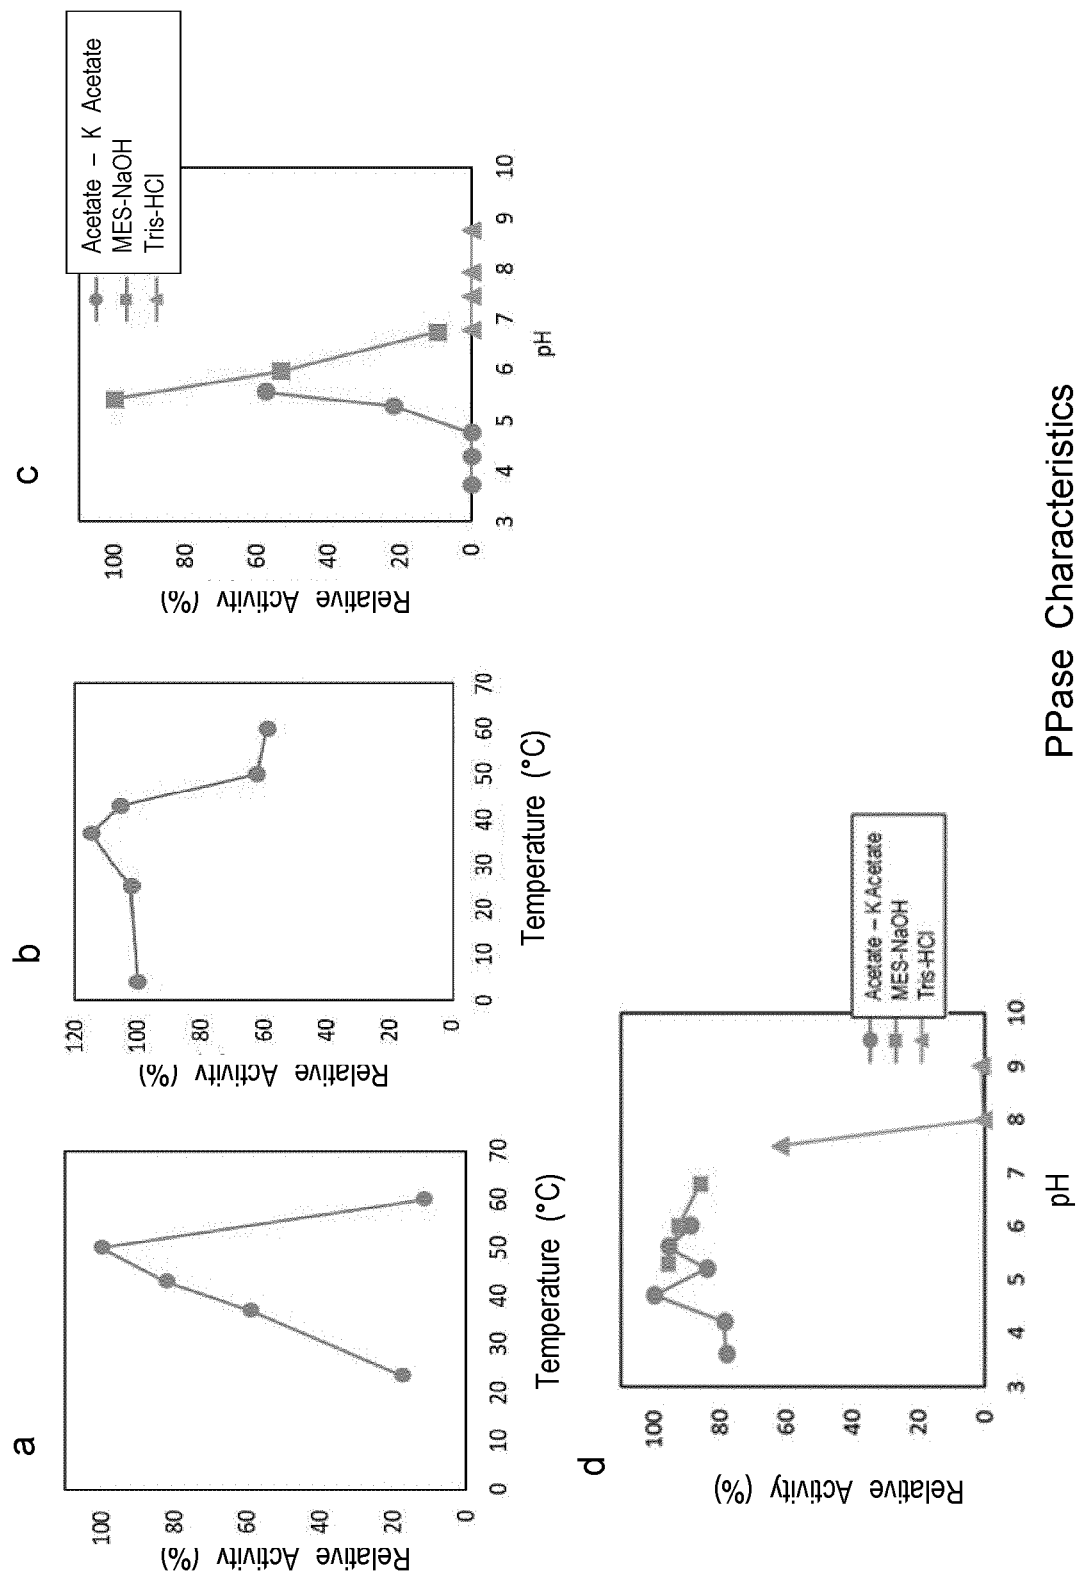 a
100
80
60
40
20
0
Relative Activity (%)
0 10 20 30 40 50 60 70
Temperature (°C)
b
120
100
80
60
40
20
0
Relative Activity (%)
0 10 20 30 40 50 60 70
Temperature (°C)
c
100
80
60
40
20
0
Relative Activity (%)
3 4 5 6 7 8 9 10
pH
Acetate – K Acetate
MES-NaOH
Tris-HCl
d
100
80
60
40
20
0
Relative Activity (%)
3 4 5 6 7 8 9 10
pH
Acetate – K Acetate
MES-NaOH
Tris-HCl
PPase Characteristics